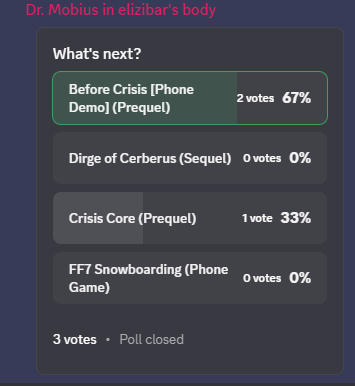 Dr. Mobius in elizibar's body
What's next?
Before Crisis [Phone
Demo] (Prequel)
2 votes 67%
Dirge of Cerberus (Sequel) 0 votes 0%
Crisis Core (Prequel) 1 vote 33%
FF7 Snowboarding (Phone
Game)
0 votes 0%
3 votes • Poll closed